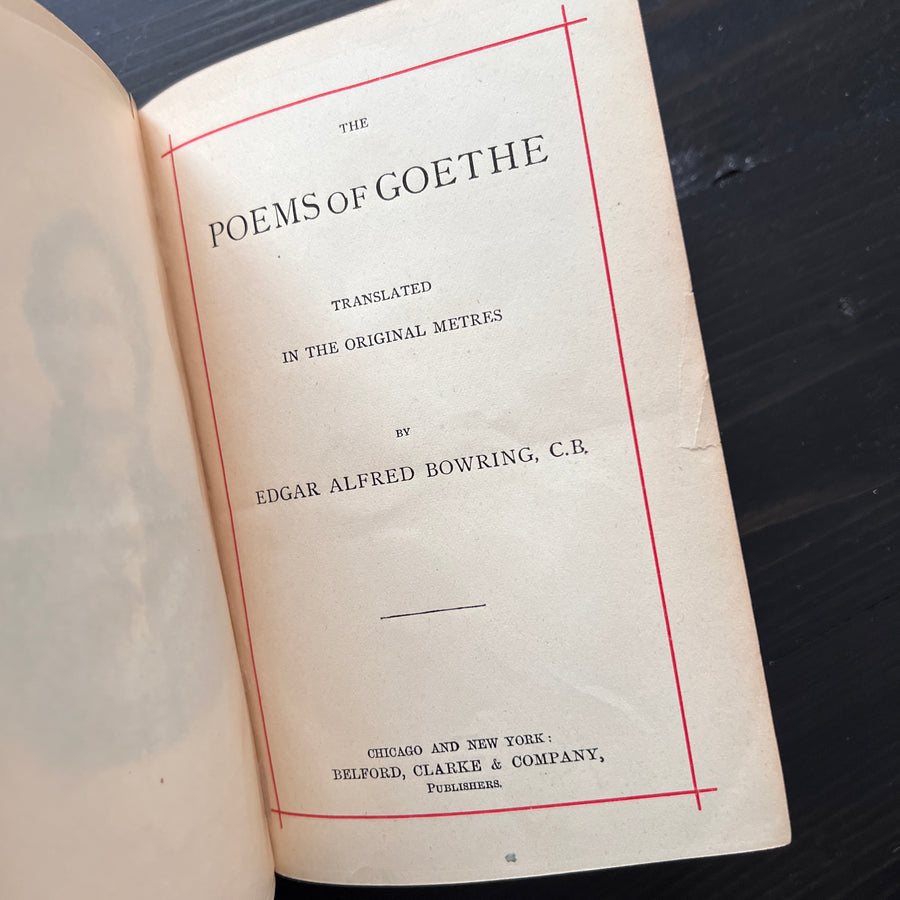 THE
POEMS OF GOETHE
TRANSLATED
IN THE ORIGINAL METRES
BY
EDGAR ALFRED BOWRING, C.B.
CHICAGO AND NEW YORK:
BELFORD, CLARKE & COMPANY,
PUBLISHERS.